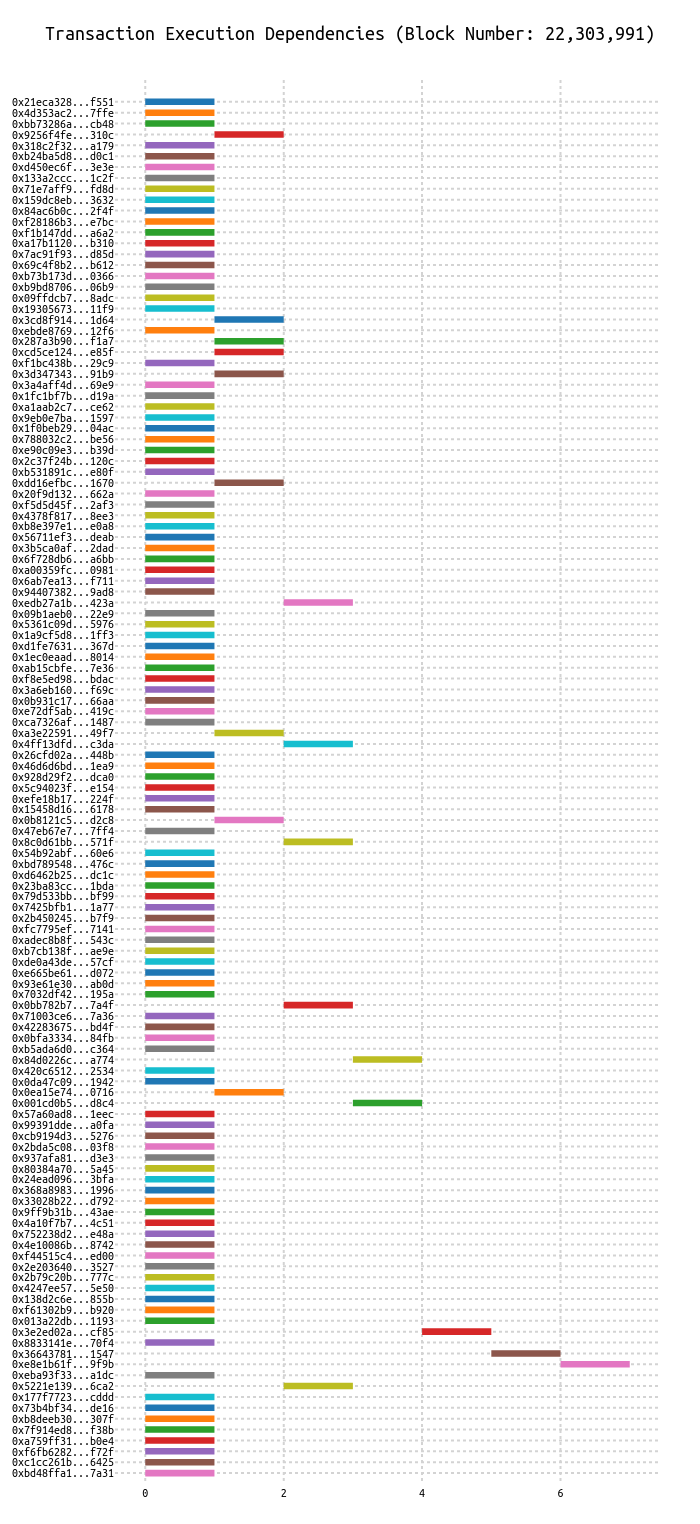 Transaction Execution Dependencies (Block Number: 22,303,991)
0x21eca328...f551
0x4d353ac2...7ffe
0xbb73286a...cb48
0x9256f4fe...310c
0x318c2f32...a179
0xb24ba5d8...d0c1
0xd450ec6f...3e3e
0x133a2ccc...1c2f
0x71e7aff9...fd8d
0x159dc8eb...3632
0x84ac6b0c...2f4f
0xf28186b3...e7bc
0xf1b147dd...a6a2
0xa17b1120...b310
0x7ac91f93...d85d
0x69c4f8b2...b612
0xb73b173d...0366
0xb9bd8706...06b9
0x09ffdcb7...8adc
0x19305673...11f9
0x3cd8f914...1d64
0xebde8769...12f6
0x287a3b90...f1a7
0xcd5ce124...e85f
0xf1bc438b...29c9
0x3d347343...91b9
0x3a4aff4d...69e9
0x1fc1bf7b...d19a
0xa1aab2c7...ce62
0x9eb0e7ba...1597
0x1f0beb29...04ac
0x788032c2...be56
0xe90c09e3...b39d
0x2c37f24b...120c
0xb531891c...e80f
0xdd16efbc...1670
0x20f9d132...662a
0xf5d5d45f...2af3
0x4378f817...8ee3
0xb8e397e1...e0a8
0x56711ef3...deab
0x3b5ca0af...2dad
0x6f728db6...a6bb
0xa00359fc...0981
0x6ab7ea13...f711
0x94407382...9ad8
0xedb27a1b...423a
0x09b1aeb0...22e9
0x5361c09d...5976
0x1a9cf5d8...1ff3
0xd1fe7631...367d
0x1ec0eaad...8014
0xab15cbfe...7e36
0xf8e5ed98...bdac
0x3a6eb160...f69c
0x0b931c17...66aa
0xe72df5ab...419c
0xca7326af...1487
0xa3e22591...49f7
0x4ff13dfd...c3da
0x26cfd02a...448b
0x46d6d6bd...1ea9
0x928d29f2...dca0
0x5c94023f...e154
0xefe18b17...224f
0x15458d16...6178
0x0b8121c5...d2c8
0x47eb67e7...7ff4
0x8c0d61bb...571f
0x54b92abf...60e6
0xbd789548...476c
0xd6462b25...dc1c
0x23ba83cc...1bda
0x79d533bb...bf99
0x7425bfb1...1a77
0x2b450245...b7f9
0xfc7795ef...7141
0xadec8b8f...543c
0xb7cb138f...ae9e
0xde0a43de...57cf
0xe665be61...d072
0x93e61e30...ab0d
0x7032df42...195a
0x0bb782b7...7a4f
0x71003ce6...7a36
0x42283675...bd4f
0x0bfa3334...84fb
0xb5ada6d0...c364
0x84d0226c...a774
0x420c6512...2534
0x0da47c09...1942
0x0ea15e74...0716
0x001cd0b5...d8c4
0x57a60ad8...1eec
0x99391dde...a0fa
0xcb9194d3...5276
0x2bda5c08...03f8
0x937afa81...d3e3
0x80384a70...5a45
0x24ead096...3bfa
0x368a8983...1996
0x33028b22...d792
0x9ff9b31b...43ae
0x4a10f7b7...4c51
0x752238d2...e48a
0x4e10086b...8742
0xf44515c4...ed00
0x2e203640...3527
0x2b79c20b...777c
0x4247ee57...5e50
0x138d2c6e...855b
0xf61302b9...b920
0x013a22db...1193
0x3e2ed02a...cf85
0x8833141e...70f4
0x36643781...1547
0xe8e1b61f...9f9b
0xeba93f33...a1dc
0x5221e139...6ca2
0x177f7723...cddd
0x73b4bf34...de16
0xb8deeb30...307f
0x7f914ed8...f38b
0xa759ff31...b0e4
0xf6fb6282...f72f
0xc1cc261b...6425
0xbd48ffa1...7a31
0 2 4 6